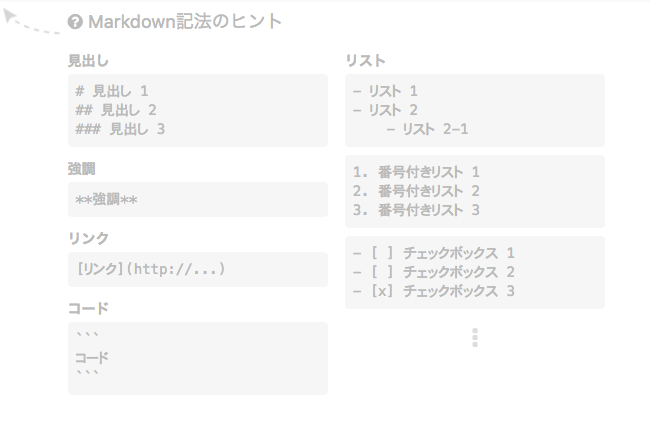 Markdown記法のヒント
見出し
# 見出し 1
## 見出し 2
### 見出し 3
強調
**強調**
リンク
[リンク](http://...)
コード
```
コード
```
リスト
- リスト 1
- リスト 2
    - リスト 2-1
1. 番号付きリスト 1
2. 番号付きリスト 2
3. 番号付きリスト 3
- [ ] チェックボックス 1
- [ ] チェックボックス 2
- [x] チェックボックス 3